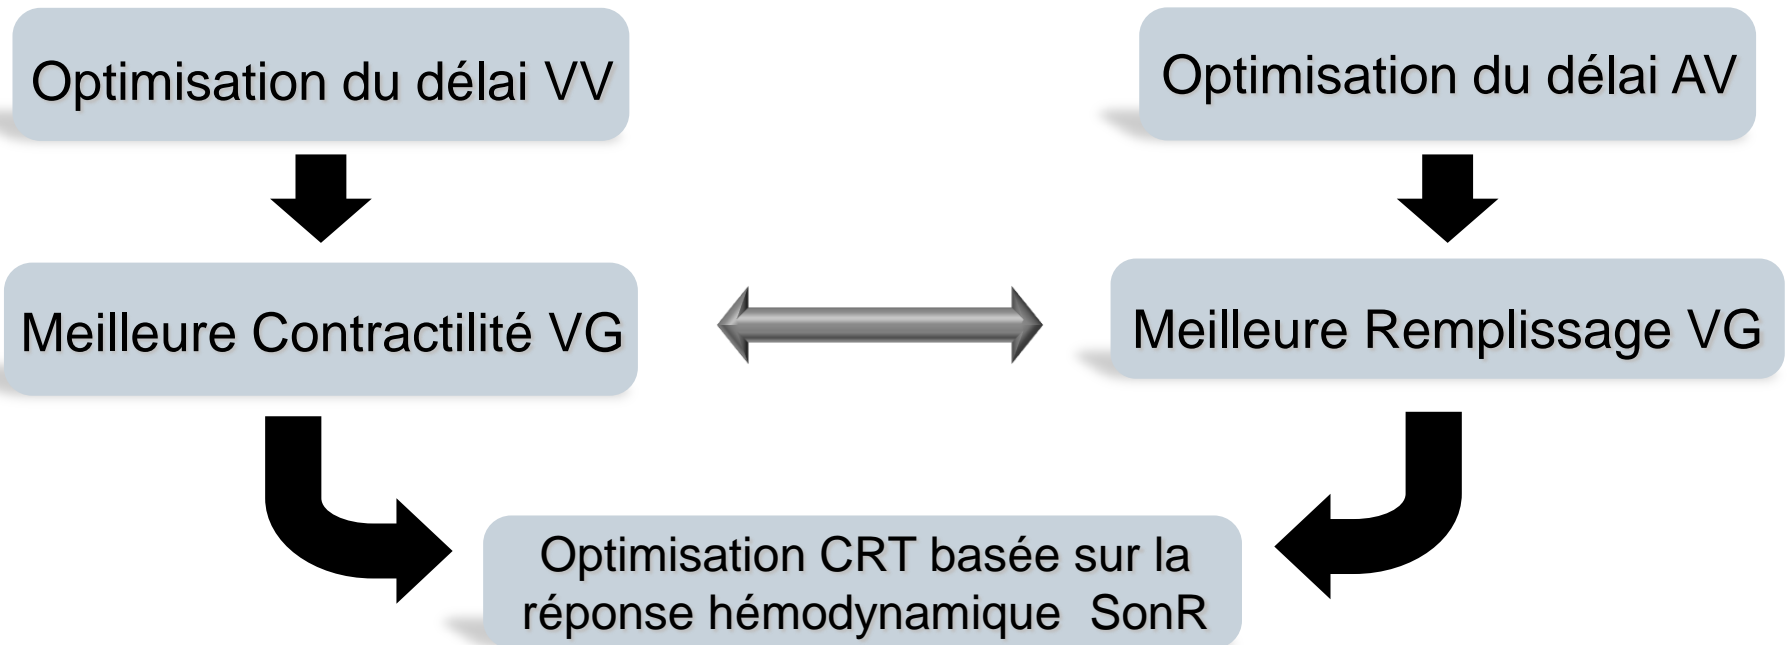 Optimisation du délai VV
Optimisation du délai AV
Meilleure Contractilité VG
Meilleure Remplissage VG
Optimisation CRT basée sur la
réponse hémodynamique SonR